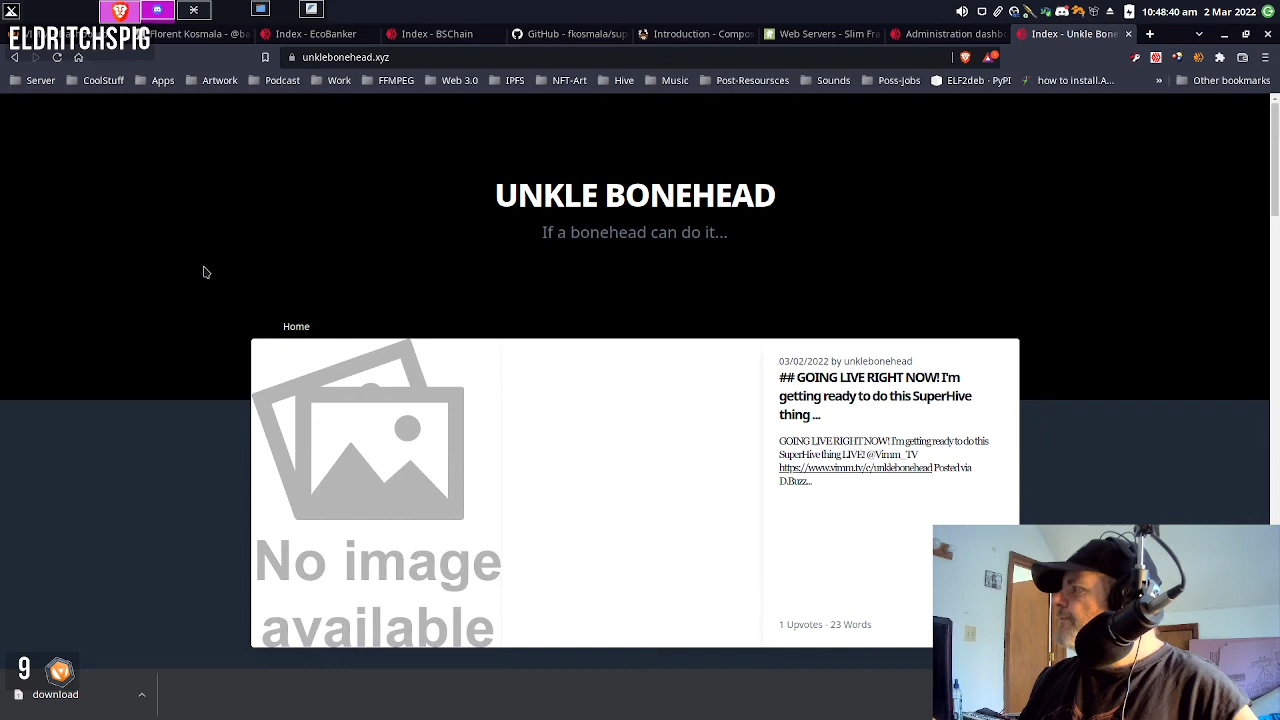 10:48:40 am 2 Mar 2022
ELDRITCHSPIG
Florent Kosmala - @ba
Index - EcoBanker
Index - BSChain
GitHub - fkosmala/sup
Introduction - Compos
Web Servers - Slim Fra
Administration dashb
Index - Unkle Bone
unklebonehead.xyz
Server
CoolStuff
Apps
Artwork
Podcast
Work
FFMPEG
Web 3.0
IPFS
NFT-Art
Hive
Music
Post-Resoursces
Sounds
Poss-Jobs
ELF2deb · PyPI
how to install.A...
»
Other bookmarks
UNKLE BONEHEAD
If a bonehead can do it...
Home
No image
available
03/02/2022 by unklebonehead
## GOING LIVE RIGHT NOW! I'm
getting ready to do this SuperHive
thing ...
GOING LIVE RIGHT NOW! I'm getting ready to do this
SuperHive thing LIVE! @Vimm_TV
https://www.vimm.tv/c/unklebonehead Posted via
D.Buzz...
1 Upvotes - 23 Words
9
download